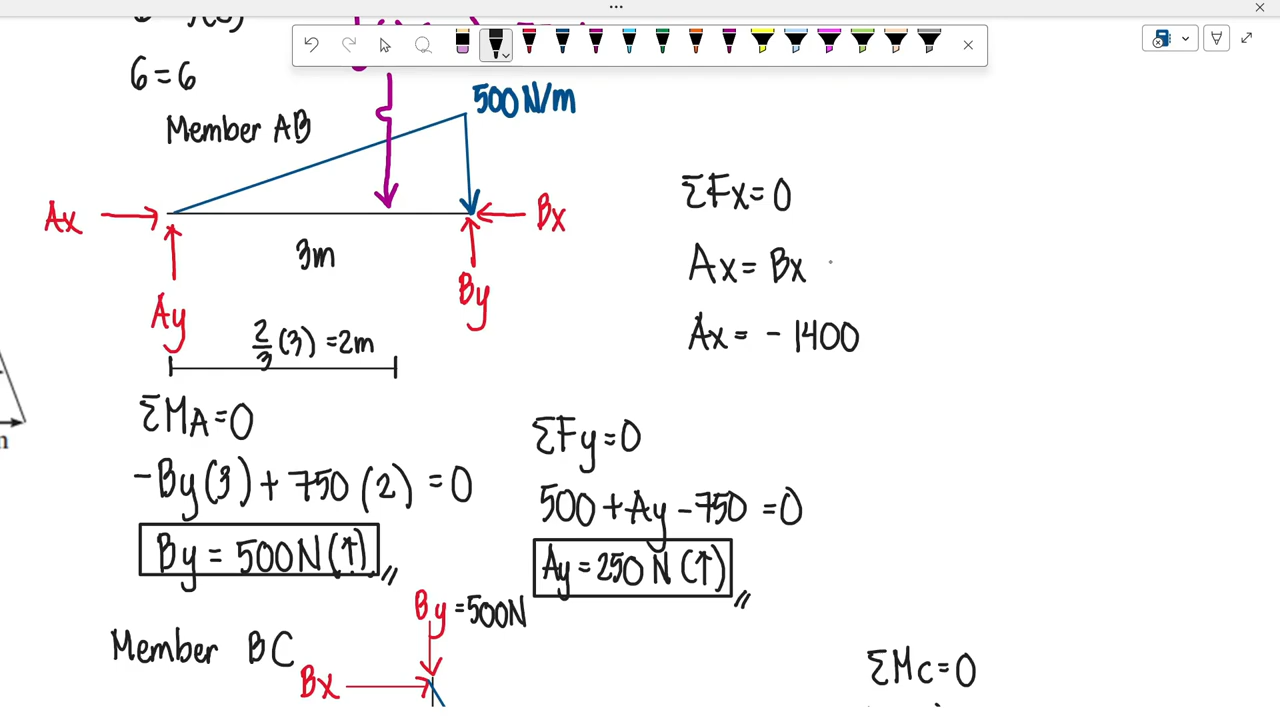 6 = 6
Member AB
500 N/m
Ax
Bx
3m
Ay
By
2/3 (3) = 2m
ΣFx = 0
Ax = Bx
Ax = - 1400
ΣMA = 0
-By(3) + 750(2) = 0
By = 500N(↑)
ΣFy = 0
500 + Ay - 750 = 0
Ay = 250 N (↑)
Member BC
By = 500N
Bx
ΣMc = 0